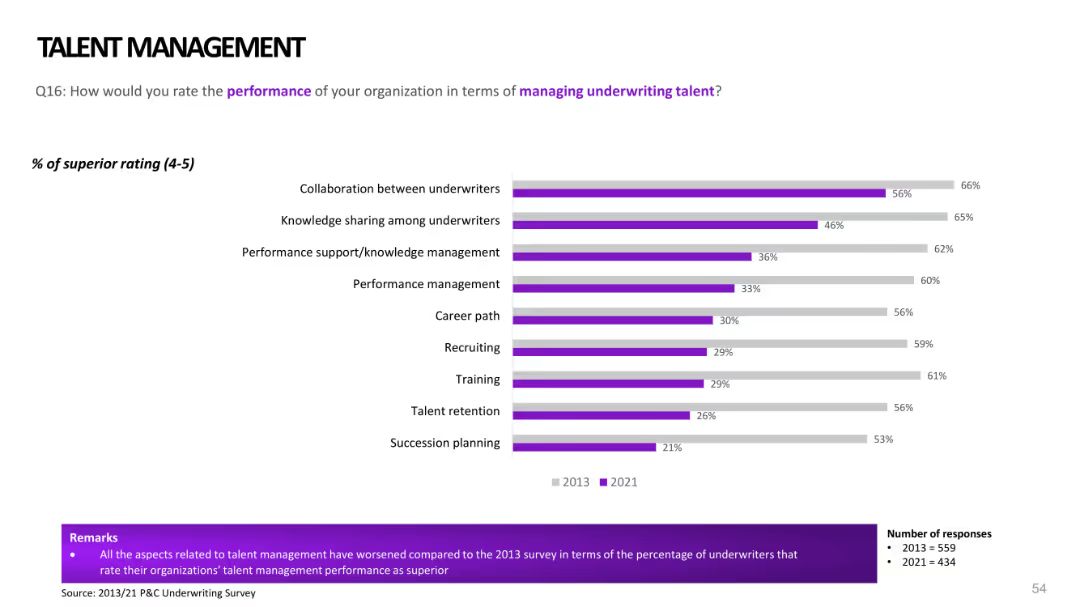 TALENT MANAGEMENT
Q16: How would you rate the performance of your organization in terms of managing underwriting talent?
% of superior rating (4-5)
Collaboration between underwriters
66%
56%
Knowledge sharing among underwriters
65%
46%
Performance support/knowledge management
62%
36%
Performance management
60%
33%
Career path
56%
30%
Recruiting
59%
29%
Training
61%
29%
Talent retention
56%
26%
Succession planning
53%
21%
2013 2021
Remarks
• All the aspects related to talent management have worsened compared to the 2013 survey in terms of the percentage of underwriters that
rate their organizations' talent management performance as superior
Number of responses
• 2013 = 559
• 2021 = 434
Source: 2013/21 P&C Underwriting Survey
54